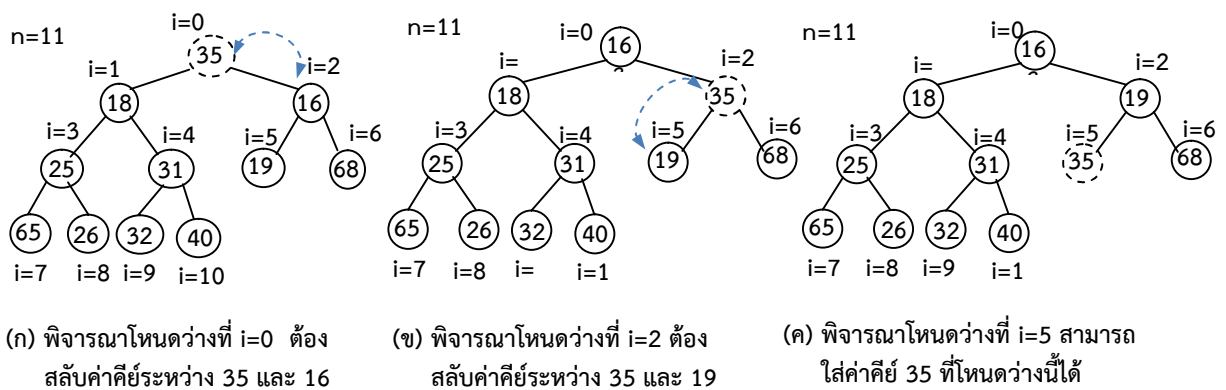 n=11
i=0
35
i=1
i=2
18
16
i=3
i=4
i=5
i=6
25
31
19
68
65
26
32
40
i=7
i=8
i=9
i=10
(ก) พิจารณาโหนดว่างที่ i=0 ต้อง
สลับค่าคีย์ระหว่าง 35 และ 16
n=11
i=0
16
i=
i=2
18
35
i=3
i=4
i=5
i=6
25
31
19
68
65
26
32
40
i=7
i=8
i=
i=1
(ข) พิจารณาโหนดว่างที่ i=2 ต้อง
สลับค่าคีย์ระหว่าง 35 และ 19
n=11
i=0
16
i=
i=2
18
19
i=3
i=4
i=5
i=6
25
31
35
68
65
26
32
40
i=7
i=8
i=9
i=1
(ค) พิจารณาโหนดว่างที่ i=5 สามารถ
ใส่ค่าคีย์ 35 ที่โหนดว่างนี้ได้